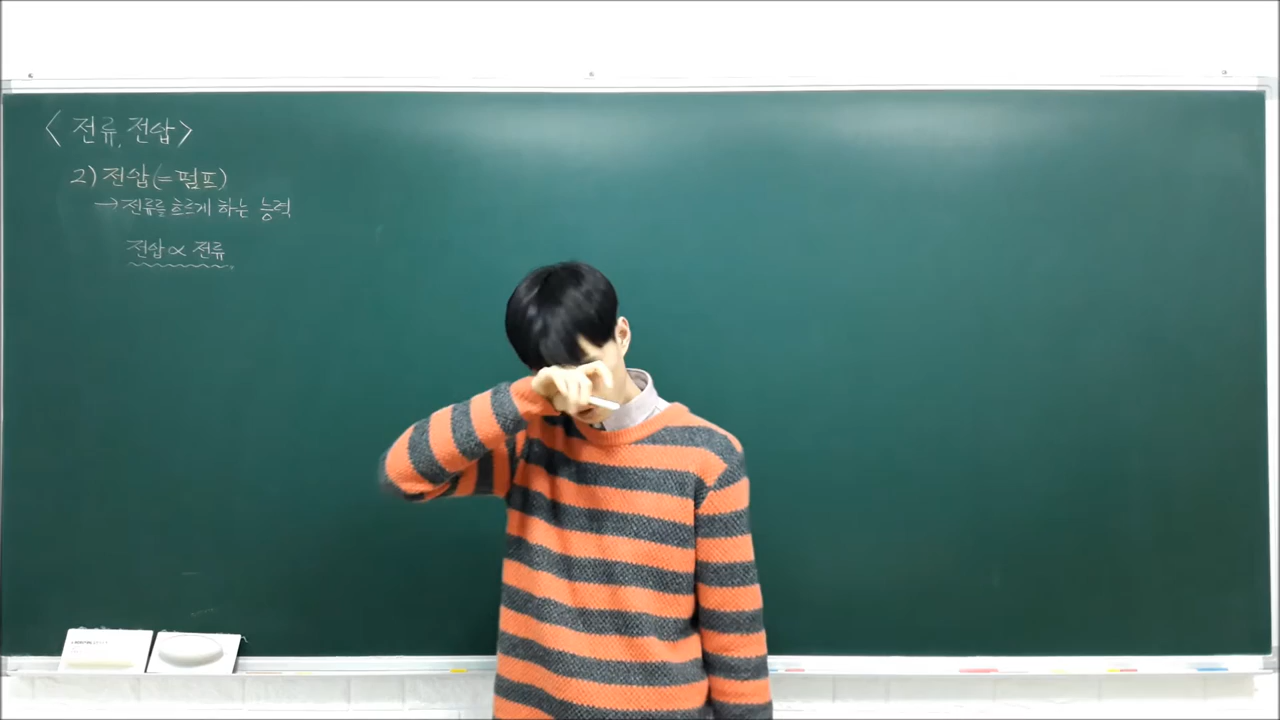 〈전류, 전압〉
2) 전압(=펌프)
→ 전류를 흐르게 하는 능력
전압 ∝ 전류